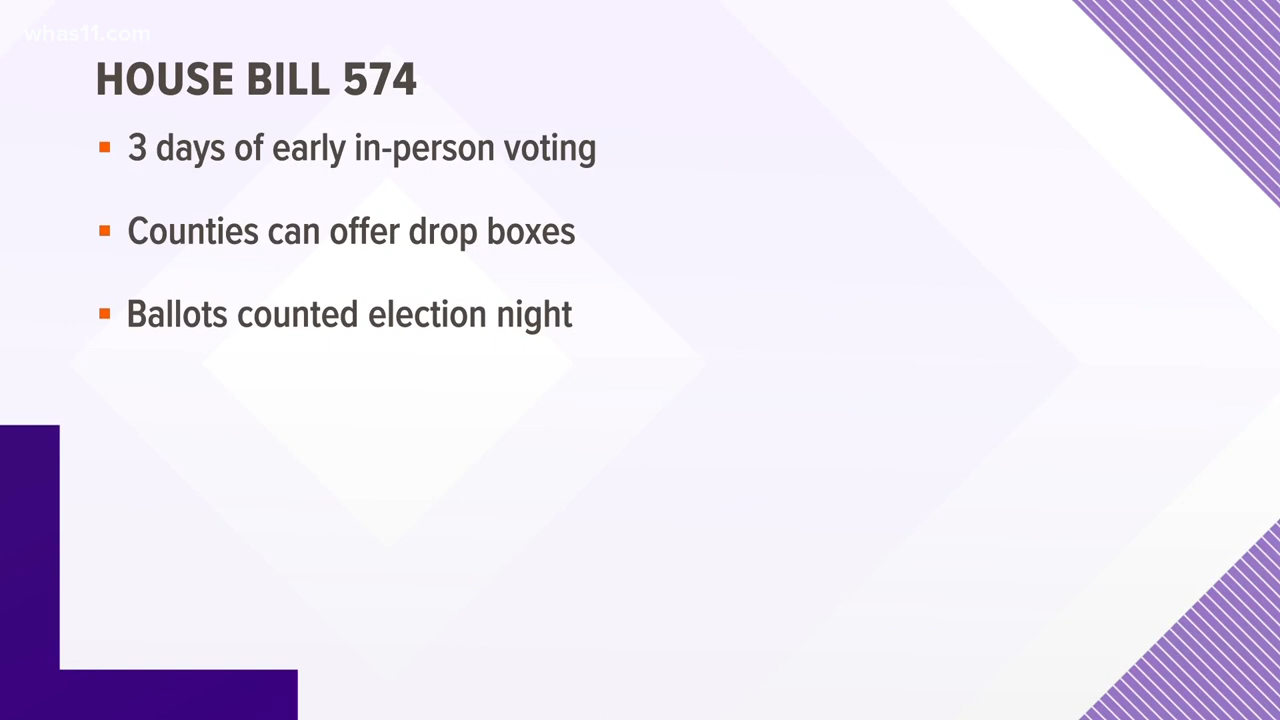 whas11.com
HOUSE BILL 574
3 days of early in-person voting
Counties can offer drop boxes
Ballots counted election night